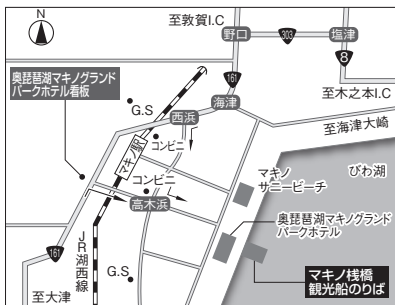 N
至敦賀I.C
野口
303
塩津
8
161
至木之本I.C
奥琵琶湖マキノグランド
パークホテル看板
G.S
西浜
海津
至海津大崎
コンビニ
マキノ駅
マキノ
サニービーチ
びわ湖
コンビニ
高木浜
奥琵琶湖マキノグランド
パークホテル
161
JR湖西線
G.S
マキノ桟橋
観光船のりば
至大津